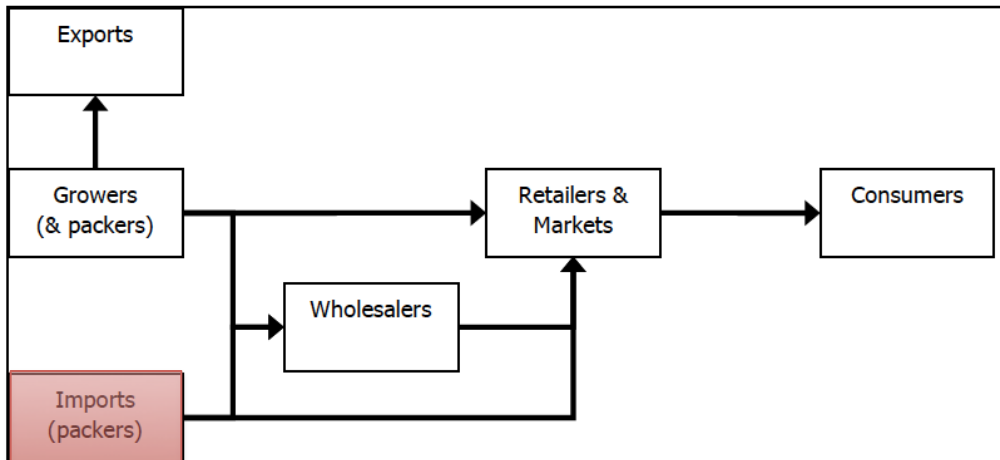 Exports
Growers
(& packers)
Retailers &
Markets
Consumers
Wholesalers
Imports
(packers)